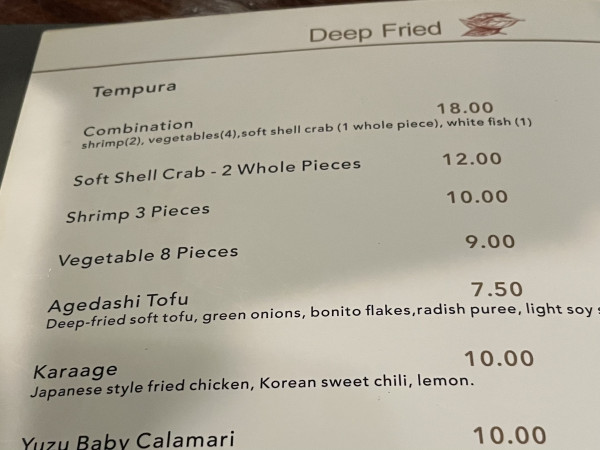 Deep Fried
Tempura
Combination 18.00
shrimp(2), vegetables(4),soft shell crab (1 whole piece), white fish (1)
Soft Shell Crab - 2 Whole Pieces 12.00
Shrimp 3 Pieces 10.00
Vegetable 8 Pieces 9.00
Agedashi Tofu 7.50
Deep-fried soft tofu, green onions, bonito flakes,radish puree, light soy
Karaage 10.00
Japanese style fried chicken, Korean sweet chili, lemon.
Yuzu Baby Calamari 10.00